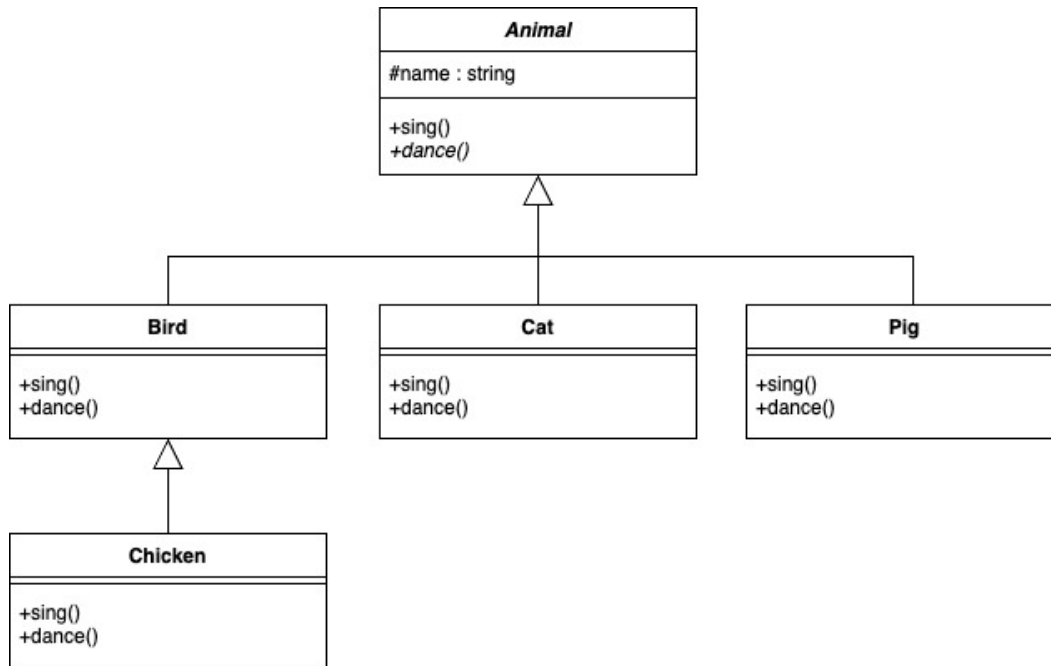 Animal
#name : string
+sing()
+dance()
Bird
+sing()
+dance()
Cat
+sing()
+dance()
Pig
+sing()
+dance()
Chicken
+sing()
+dance()